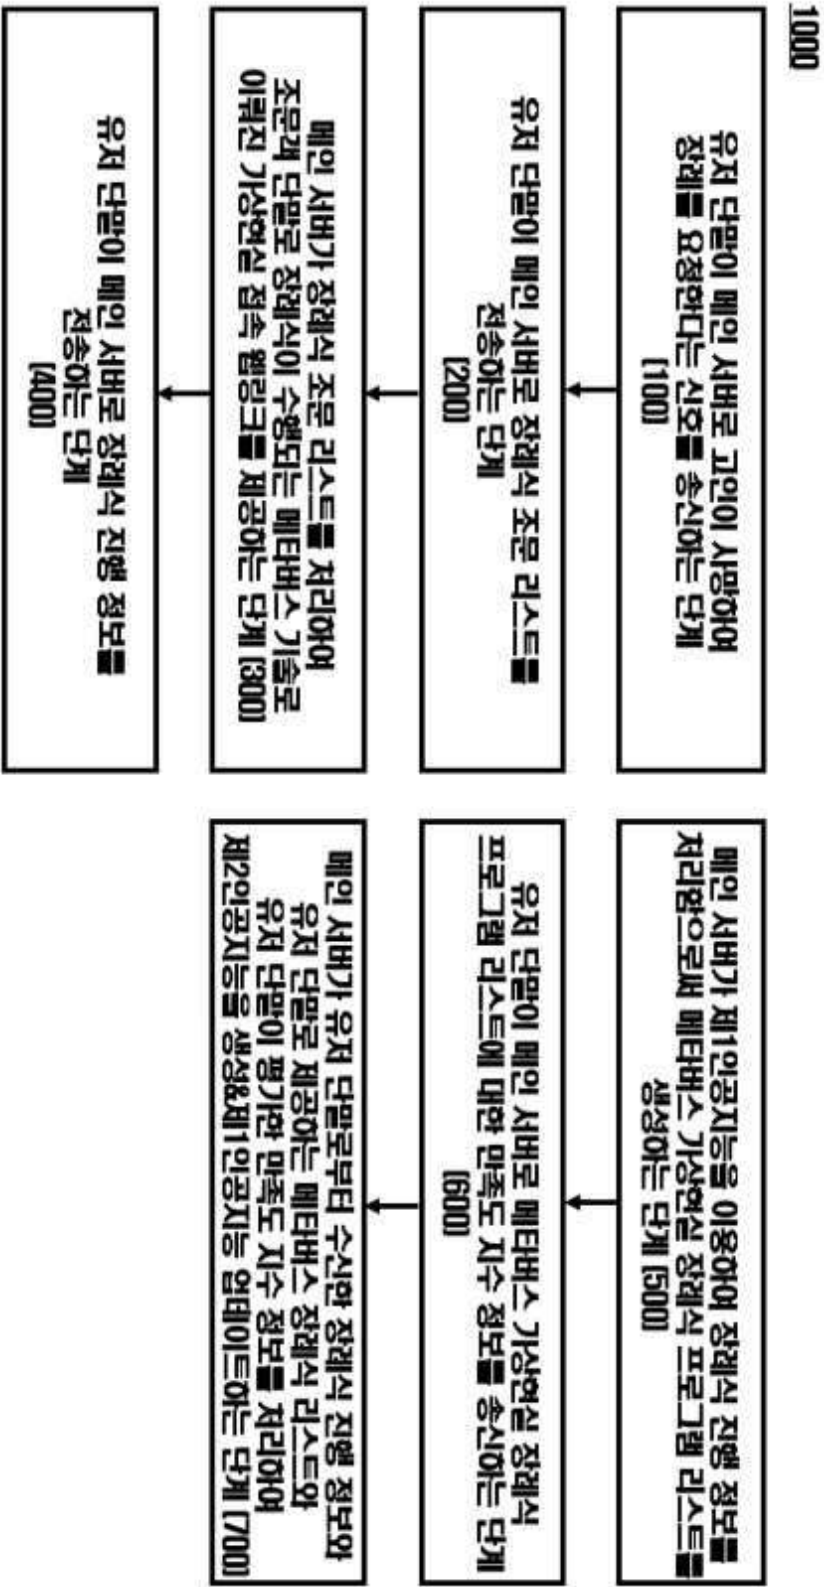 1000
유저 단말이 메인 서버로 고인이 사망하여
장례를 요청한다는 신호를 송신하는 단계
(100)
유저 단말이 메인 서버로 장례식 조문 리스트를
전송하는 단계
(200)
메인 서버가 장례식 조문 리스트를 처리하여
조문객 단말로 장례식이 수행되는 메타버스 기술로
이뤄진 가상현실 접속 웹링크를 제공하는 단계 (300)
유저 단말이 메인 서버로 장례식 진행 정보를
전송하는 단계
(400)
메인 서버가 제1인공지능을 이용하여 장례식 진행 정보를
처리함으로써 메타버스 가상현실 장례식 프로그램 리스트를
생성하는 단계 (500)
유저 단말이 메인 서버로 메타버스 가상현실 장례식
프로그램 리스트에 대한 만족도 지수 정보를 송신하는 단계
(600)
메인 서버가 유저 단말로부터 수신한 장례식 진행 정보와
유저 단말로 제공하는 메타버스 장례식 리스트와
유저 단말이 평가한 만족도 지수 정보를 처리하여
제2인공지능을 생성&제1인공지능 업데이트하는 단계 (700)